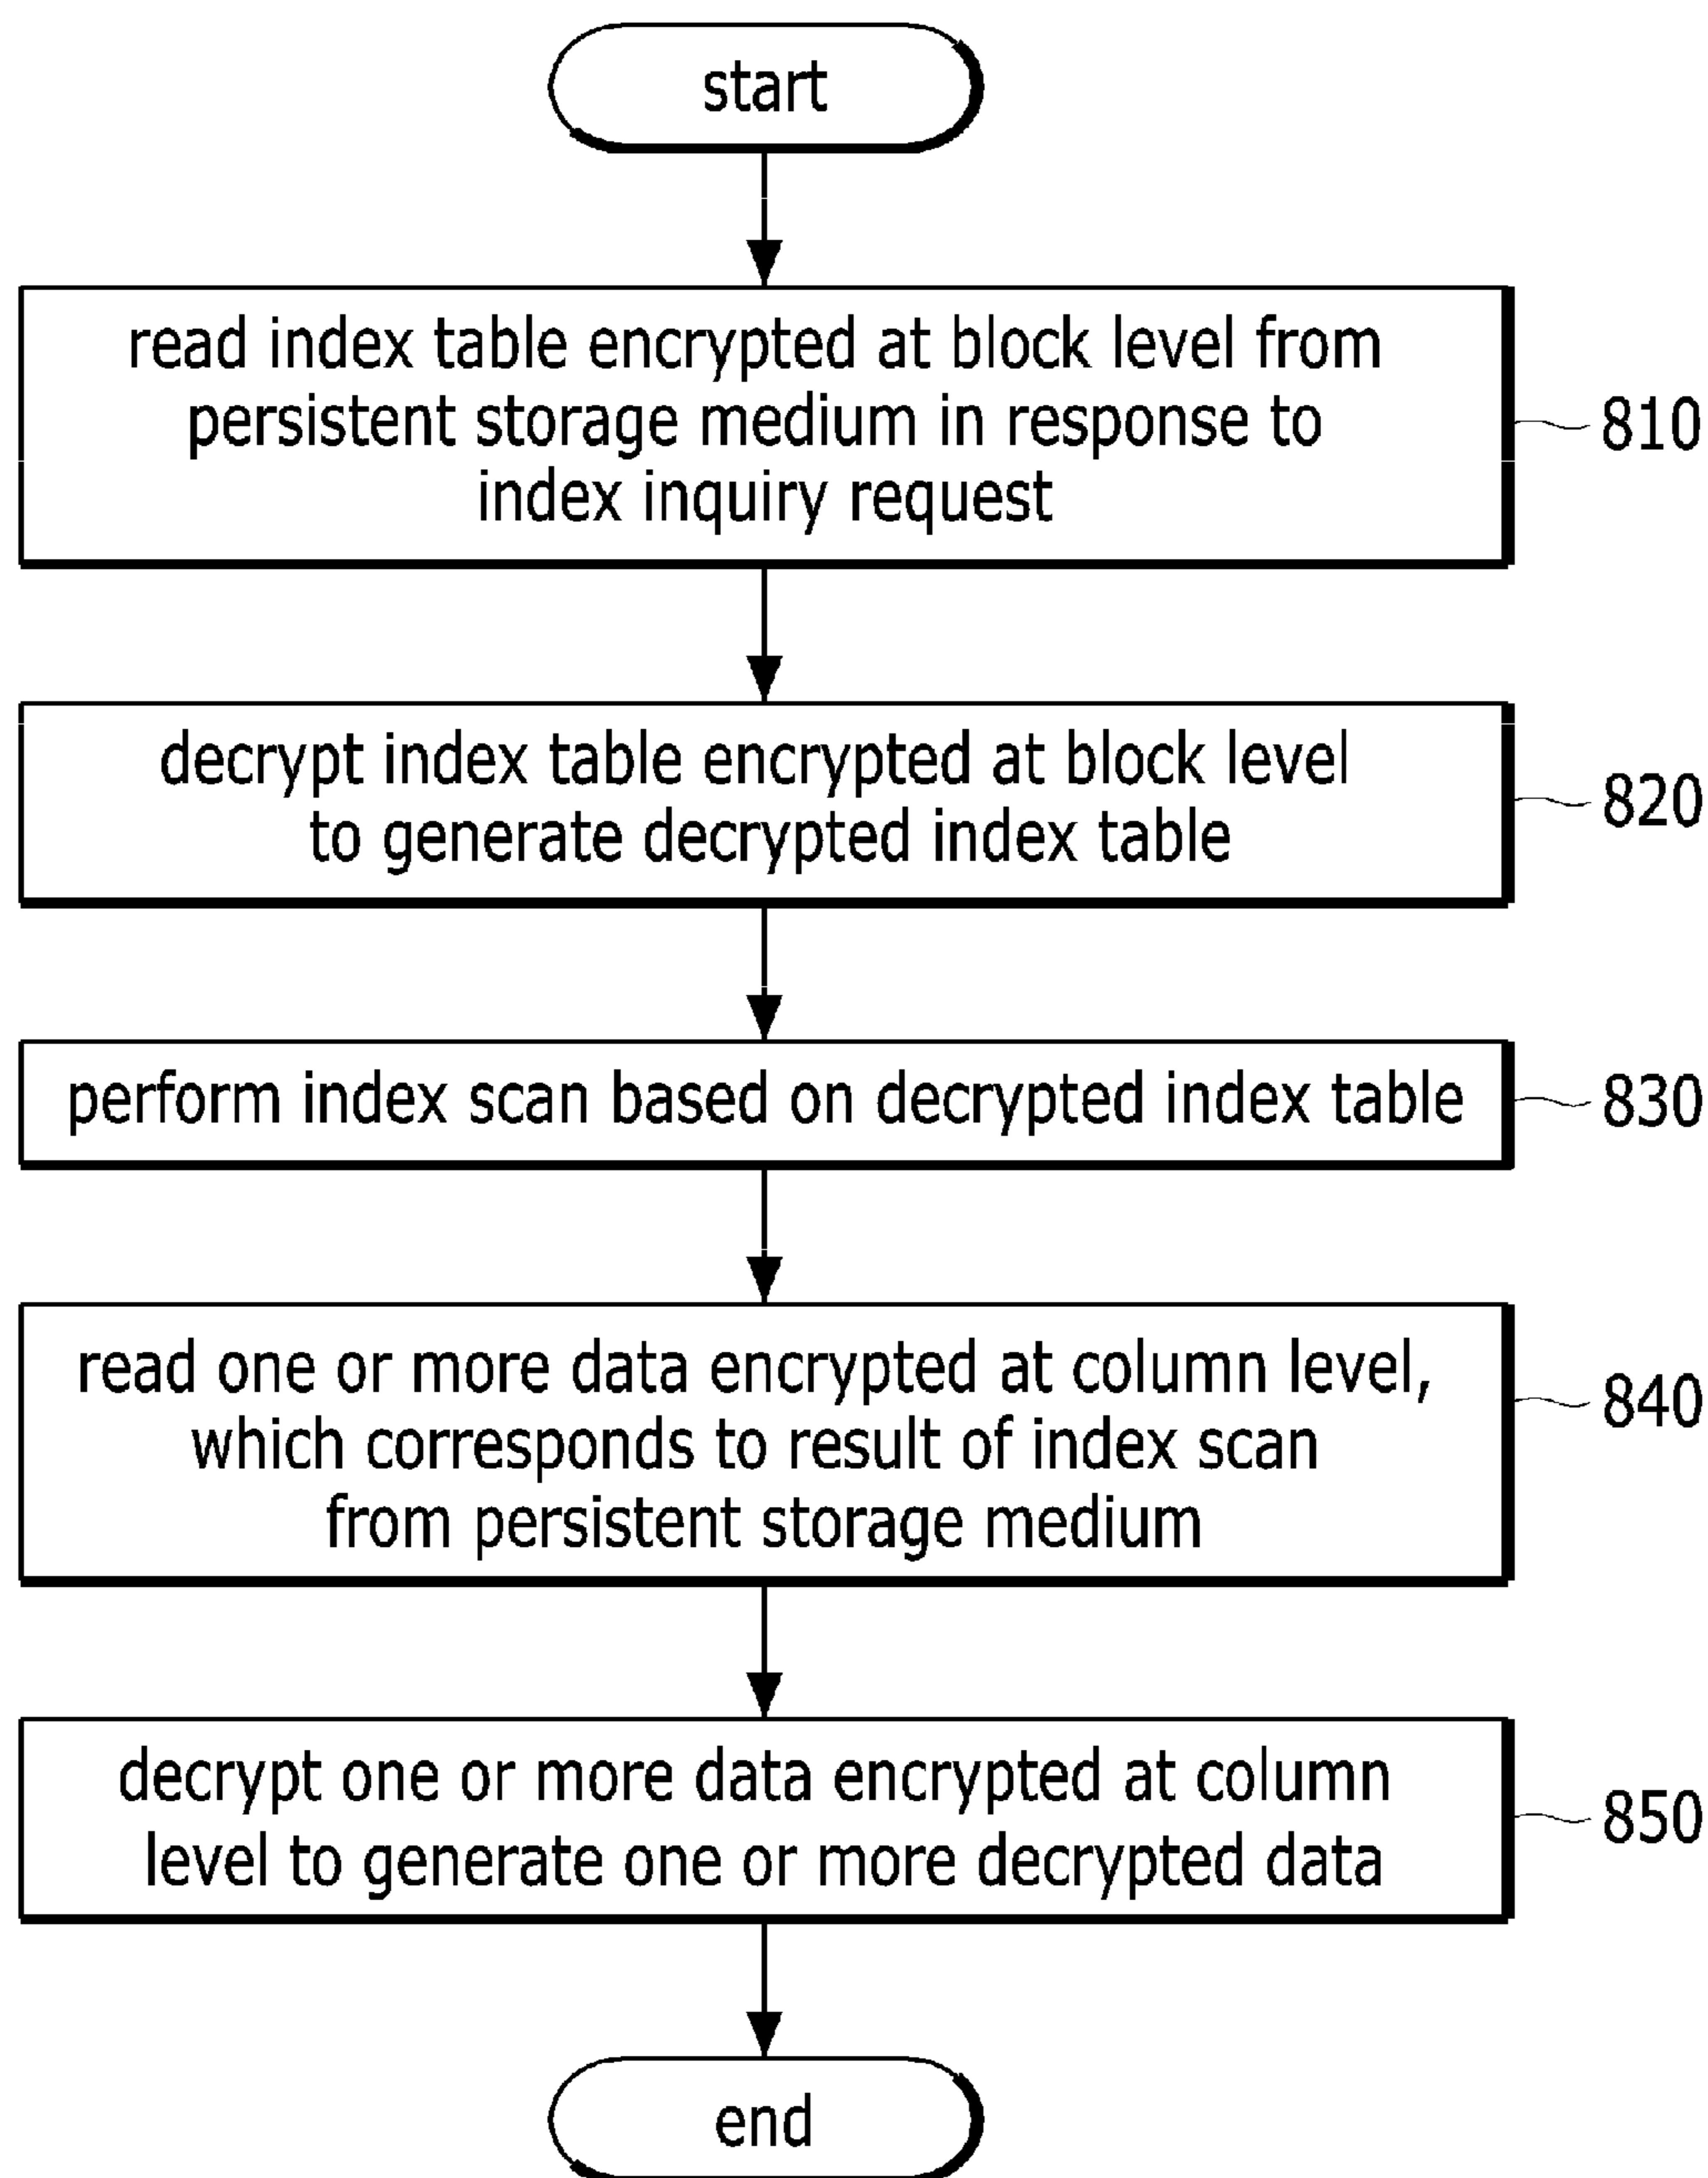 start
read index table encrypted at block level from
persistent storage medium in response to
index inquiry request
810
decrypt index table encrypted at block level
to generate decrypted index table
820
perform index scan based on decrypted index table
830
read one or more data encrypted at column level,
which corresponds to result of index scan
from persistent storage medium
840
decrypt one or more data encrypted at column
level to generate one or more decrypted data
850
end